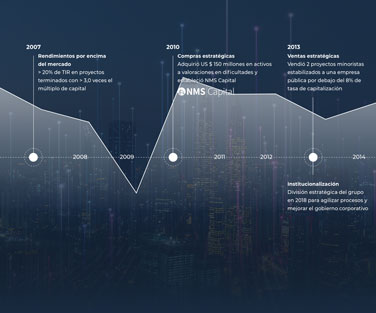 2007
Rendimientos por encima
del mercado
> 20% de TIR en proyectos
terminados con > 3,0 veces el
múltiplo de capital
2010
Compras estratégicas
Adquirió US $ 150 millones en activos
a valoraciones en dificultades y
estableció NMS Capital
NMS Capital
2013
Ventas estratégicas
Vendió 2 proyectos minoristas
estabilizados a una empresa
publica por debajo del 8% de
tasa de capitalización
2008
2009
2011
2012
2014
Institucionalización
División estratégica del grupo
en 2018 para agilizar procesos y
mejorar el gobierno corporativo